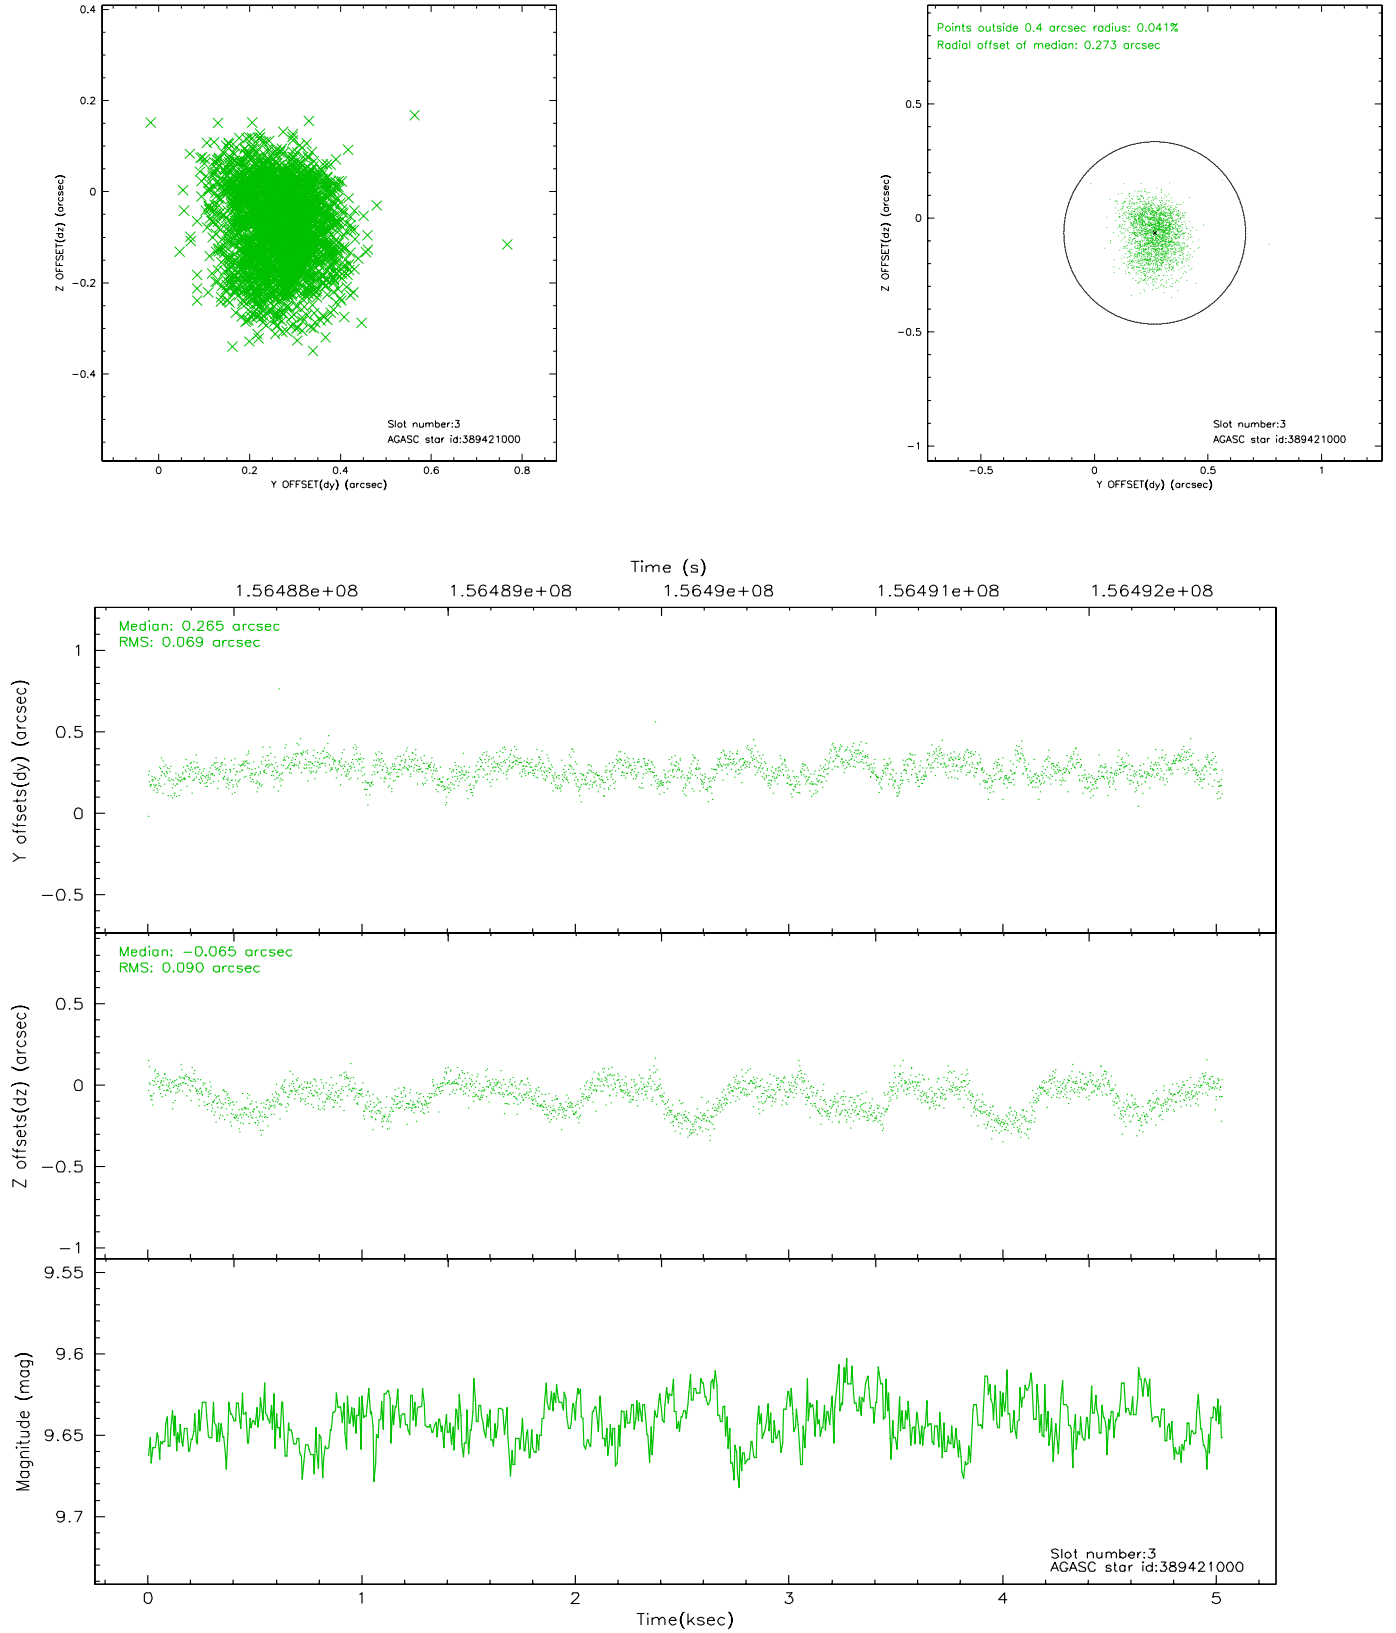 0.4
0.2
0
−0.2
−0.4
Z OFFSET(dz) (arcsec)
Slot number:3
AGASC star id:389421000
0 0.2 0.4 0.6 0.8
Y OFFSET(dy) (arcsec)
Points outside 0.4 arcsec radius: 0.041%
Radial offset of median: 0.273 arcsec
0.5
0
−0.5
−1
Z OFFSET(dz) (arcsec)
Slot number:3
AGASC star id:389421000
−0.5 0 0.5 1
Y OFFSET(dy) (arcsec)
Time (s)
1.56488e+08 1.56489e+08 1.5649e+08 1.56491e+08 1.56492e+08
Median: 0.265 arcsec
RMS: 0.069 arcsec
1
0.5
0
−0.5
Y offsets(dy) (arcsec)
Median: −0.065 arcsec
RMS: 0.090 arcsec
0.5
0
−0.5
−1
Z offsets(dz) (arcsec)
9.55
9.6
9.65
9.7
Magnitude (mag)
Slot number:3
AGASC star id:389421000
0 1 2 3 4 5
Time(ksec)